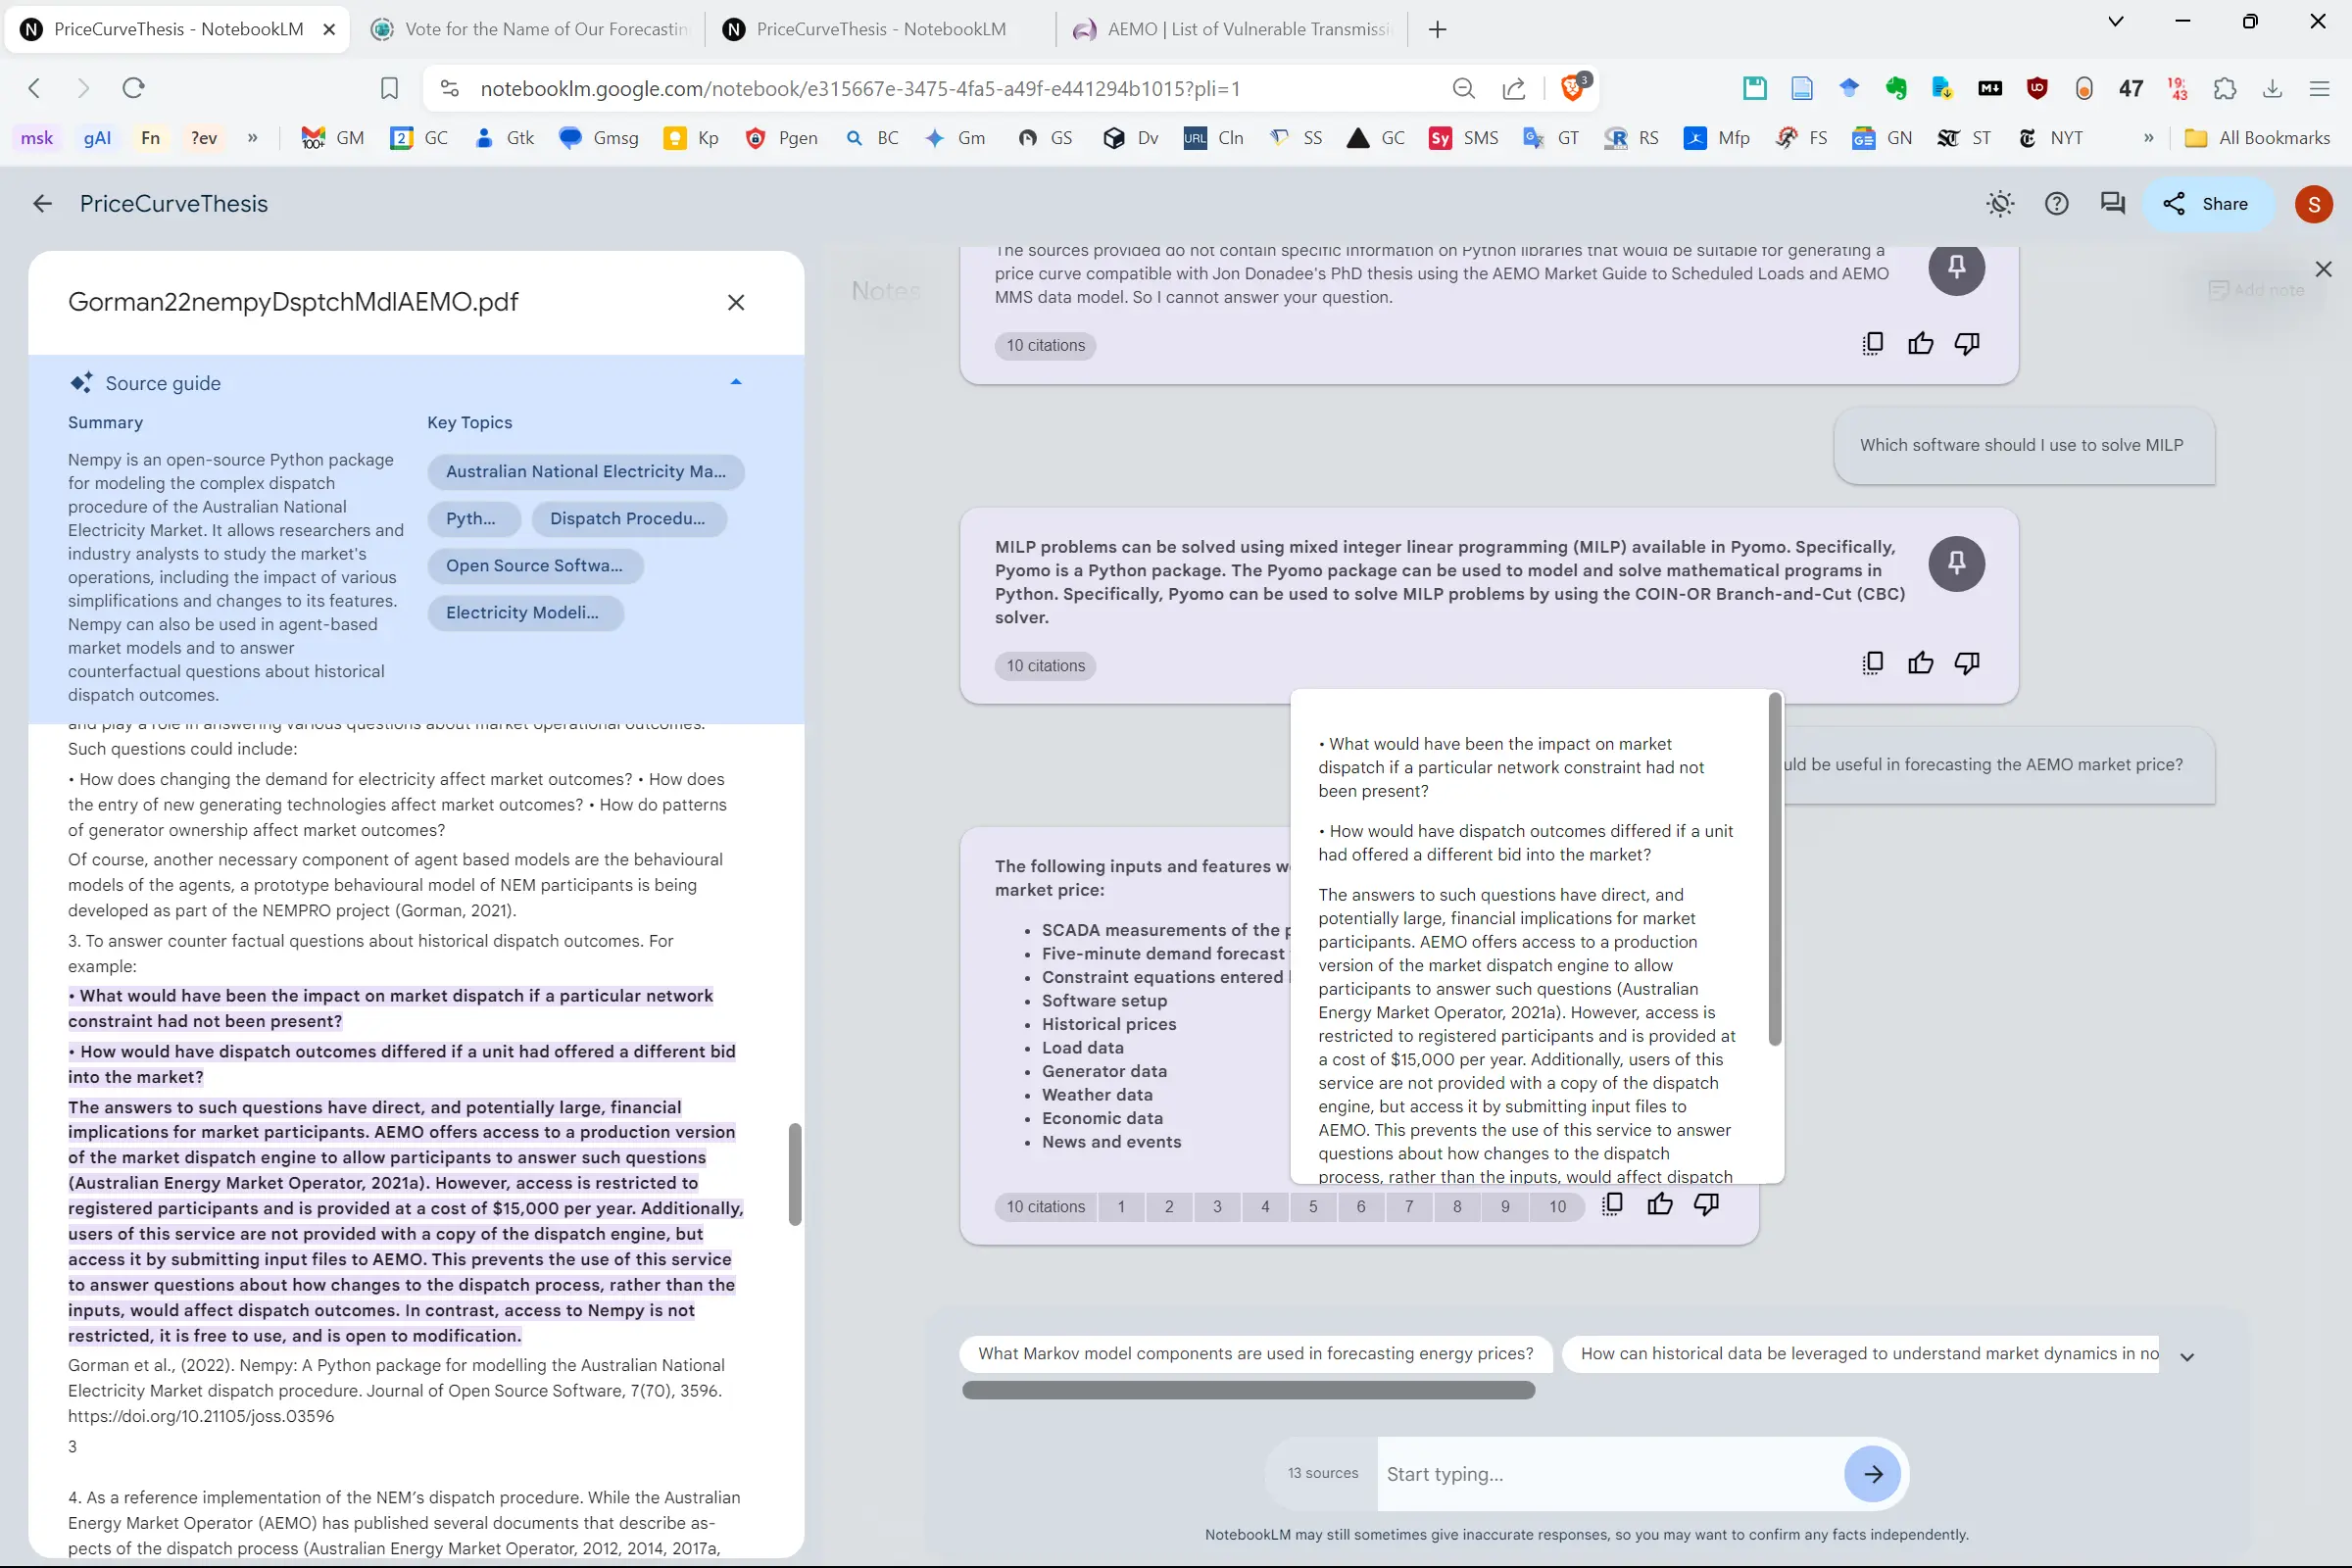 PriceCurveThesis - NotebookLM
Vote for the Name of Our Forecastin
PriceCurveThesis - NotebookLM
AEMO | List of Vulnerable Transmiss
notebooklm.google.com/notebook/e315667e-3475-4fa5-a49f-e441294b1015?pli=1
3
47
19:
43
msk
gAI
Fn
?ev
»
GM
GC
Gtk
Gmsg
Kp
Pgen
BC
Gm
GS
Dv
Cln
SS
GC
SMS
GT
RS
Mfp
FS
GN
ST
NYT
»
All Bookmarks
PriceCurveThesis
Share
S
Gorman22nempyDsptchMdlAEMO.pdf
Source guide
Summary
Nempy is an open-source Python package
for modeling the complex dispatch
procedure of the Australian National
Electricity Market. It allows researchers and
industry analysts to study the market's
operations, including the impact of various
simplifications and changes to its features.
Nempy can also be used in agent-based
market models and to answer
counterfactual questions about historical
dispatch outcomes.
Key Topics
Australian National Electricity Ma...
Pyth...
Dispatch Procedu...
Open Source Softwa...
Electricity Modeli...
and play a role in answering various questions about market operational outcomes.
Such questions could include:
• How does changing the demand for electricity affect market outcomes? • How does
the entry of new generating technologies affect market outcomes? • How do patterns
of generator ownership affect market outcomes?
Of course, another necessary component of agent based models are the behavioural
models of the agents, a prototype behavioural model of NEM participants is being
developed as part of the NEMPRO project (Gorman, 2021).
3. To answer counter factual questions about historical dispatch outcomes. For
example:
• What would have been the impact on market dispatch if a particular network
constraint had not been present?
• How would have dispatch outcomes differed if a unit had offered a different bid
into the market?
The answers to such questions have direct, and potentially large, financial
implications for market participants. AEMO offers access to a production version
of the market dispatch engine to allow participants to answer such questions
(Australian Energy Market Operator, 2021a). However, access is restricted to
registered participants and is provided at a cost of $15,000 per year. Additionally,
users of this service are not provided with a copy of the dispatch engine, but
access it by submitting input files to AEMO. This prevents the use of this service
to answer questions about how changes to the dispatch process, rather than the
inputs, would affect dispatch outcomes. In contrast, access to Nempy is not
restricted, it is free to use, and is open to modification.
Gorman et al., (2022). Nempy: A Python package for modelling the Australian National
Electricity Market dispatch procedure. Journal of Open Source Software, 7(70), 3596.
https://doi.org/10.21105/joss.03596
3
4. As a reference implementation of the NEM’s dispatch procedure. While the Australian
Energy Market Operator (AEMO) has published several documents that describe as-
pects of the dispatch process (Australian Energy Market Operator, 2012, 2014, 2017a,
Notes
Add note
The sources provided do not contain specific information on Python libraries that would be suitable for generating a
price curve compatible with Jon Donadee's PhD thesis using the AEMO Market Guide to Scheduled Loads and AEMO
MMS data model. So I cannot answer your question.
10 citations
Which software should I use to solve MILP
MILP problems can be solved using mixed integer linear programming (MILP) available in Pyomo. Specifically,
Pyomo is a Python package. The Pyomo package can be used to model and solve mathematical programs in
Python. Specifically, Pyomo can be used to solve MILP problems by using the COIN-OR Branch-and-Cut (CBC)
solver.
10 citations
uld be useful in forecasting the AEMO market price?
• What would have been the impact on market
dispatch if a particular network constraint had not
been present?
• How would have dispatch outcomes differed if a unit
had offered a different bid into the market?
The answers to such questions have direct, and
potentially large, financial implications for market
participants. AEMO offers access to a production
version of the market dispatch engine to allow
participants to answer such questions (Australian
Energy Market Operator, 2021a). However, access is
restricted to registered participants and is provided at
a cost of $15,000 per year. Additionally, users of this
service are not provided with a copy of the dispatch
engine, but access it by submitting input files to
AEMO. This prevents the use of this service to answer
questions about how changes to the dispatch
process, rather than the inputs, would affect dispatch
The following inputs and features w
market price:
• SCADA measurements of the p
• Five-minute demand forecast
• Constraint equations entered
• Software setup
• Historical prices
• Load data
• Generator data
• Weather data
• Economic data
• News and events
10 citations 1 2 3 4 5 6 7 8 9 10
What Markov model components are used in forecasting energy prices?
How can historical data be leveraged to understand market dynamics in no
13 sources
Start typing...
NotebookLM may still sometimes give inaccurate responses, so you may want to confirm any facts independently.